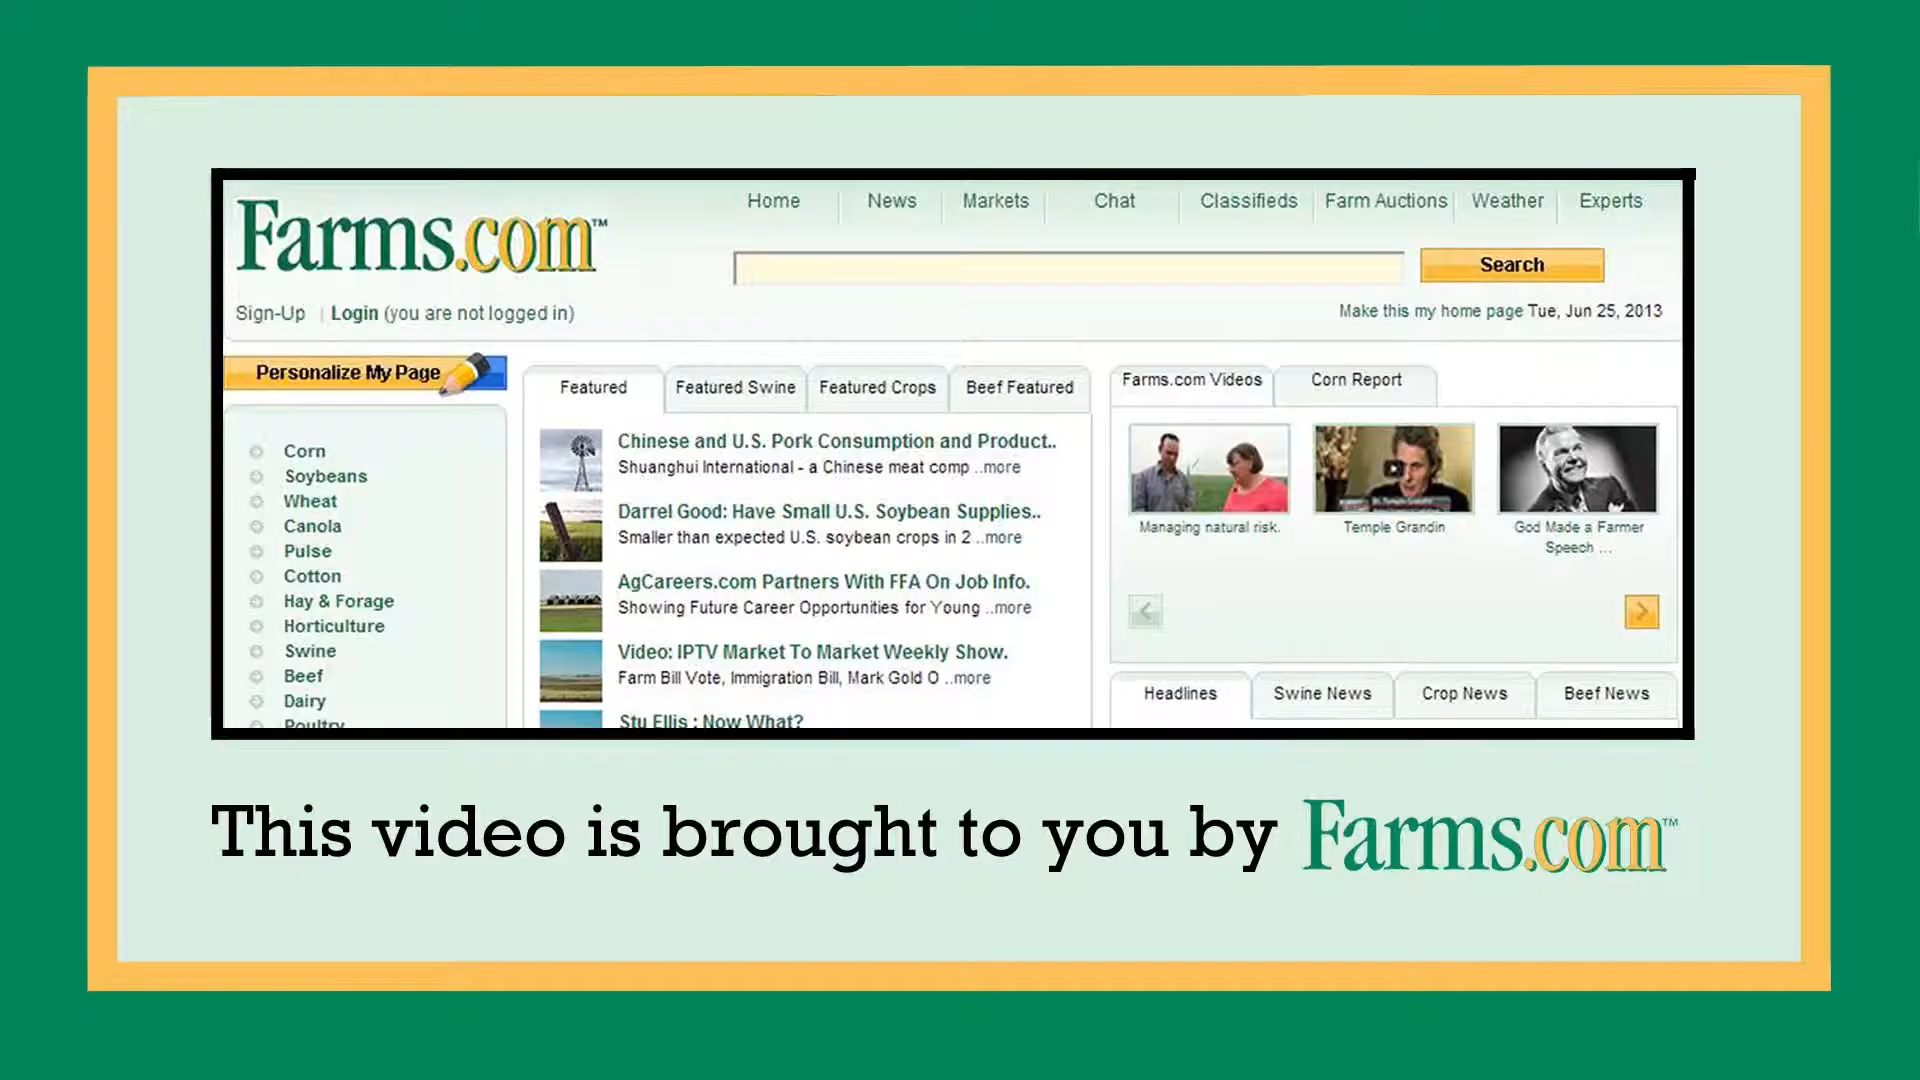 Farms.com™
Home News Markets Chat Classifieds Farm Auctions Weather Experts
Search
Sign-Up | Login (you are not logged in)
Make this my home page Tue, Jun 25, 2013
Personalize My Page
Corn
Soybeans
Wheat
Canola
Pulse
Cotton
Hay & Forage
Horticulture
Swine
Beef
Dairy
Poultry
Featured Featured Swine Featured Crops Beef Featured
Chinese and U.S. Pork Consumption and Product..
Shuanghui International - a Chinese meat comp ..more
Darrel Good: Have Small U.S. Soybean Supplies..
Smaller than expected U.S. soybean crops in 2 ..more
AgCareers.com Partners With FFA On Job Info.
Showing Future Career Opportunities for Young ..more
Video: IPTV Market To Market Weekly Show.
Farm Bill Vote, Immigration Bill, Mark Gold O ..more
Stu Ellis : Now What?
Farms.com Videos Corn Report
Managing natural risk.
Temple Grandin
God Made a Farmer
Speech ...
Headlines Swine News Crop News Beef News
This video is brought to you by Farms.com™